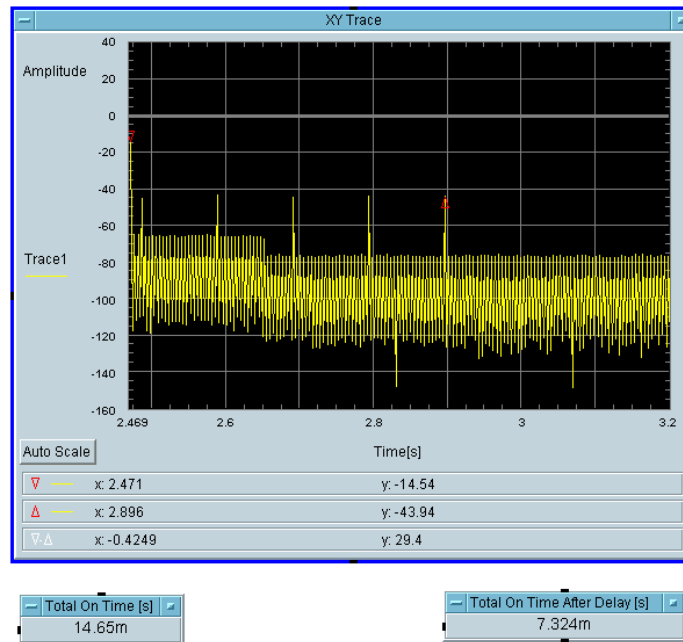 XY Trace
Amplitude
40
20
0
-20
-40
-60
Trace1
-80
-100
-120
-140
-160
2.469 2.6 2.8 3 3.2
Auto Scale Time[s]
x: 2.471 y: -14.54
x: 2.896 y: -43.94
x: -0.4249 y: 29.4
Total On Time [s] Total On Time After Delay [s]
14.65m 7.324m